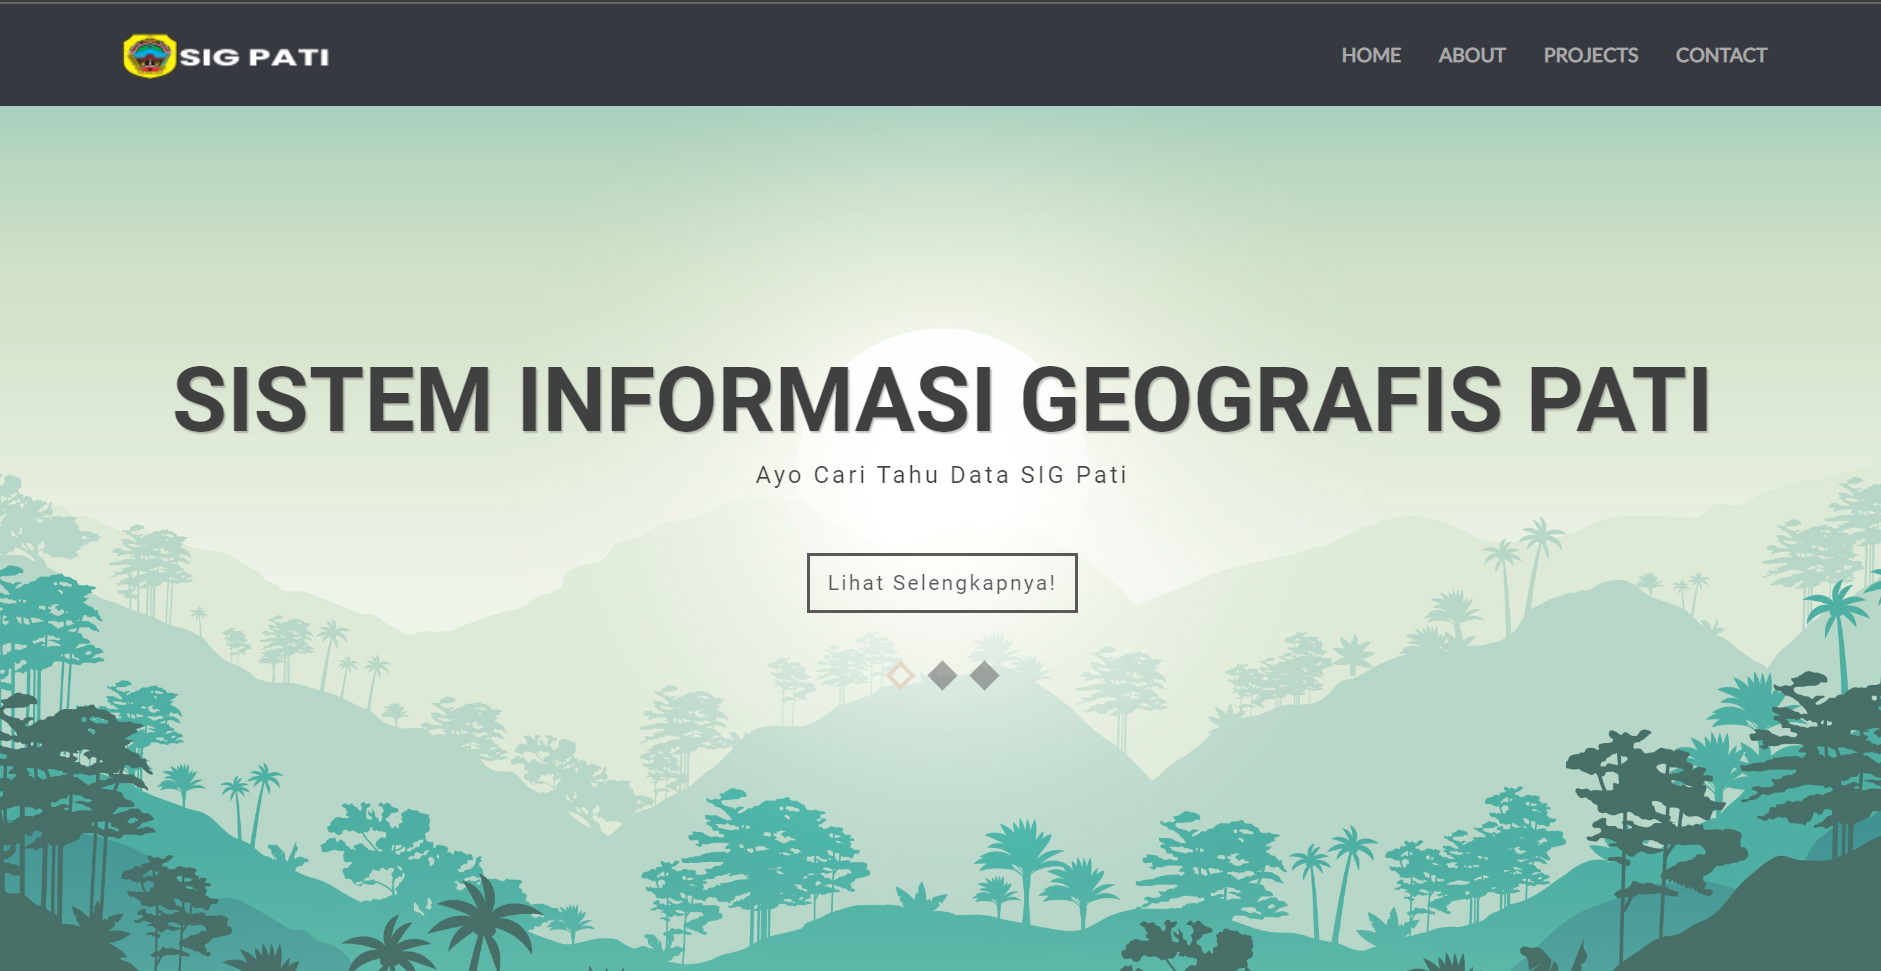 SIG PATI
HOME ABOUT PROJECTS CONTACT
SISTEM INFORMASI GEOGRAFIS PATI
Ayo Cari Tahu Data SIG Pati
Lihat Selengkapnya!